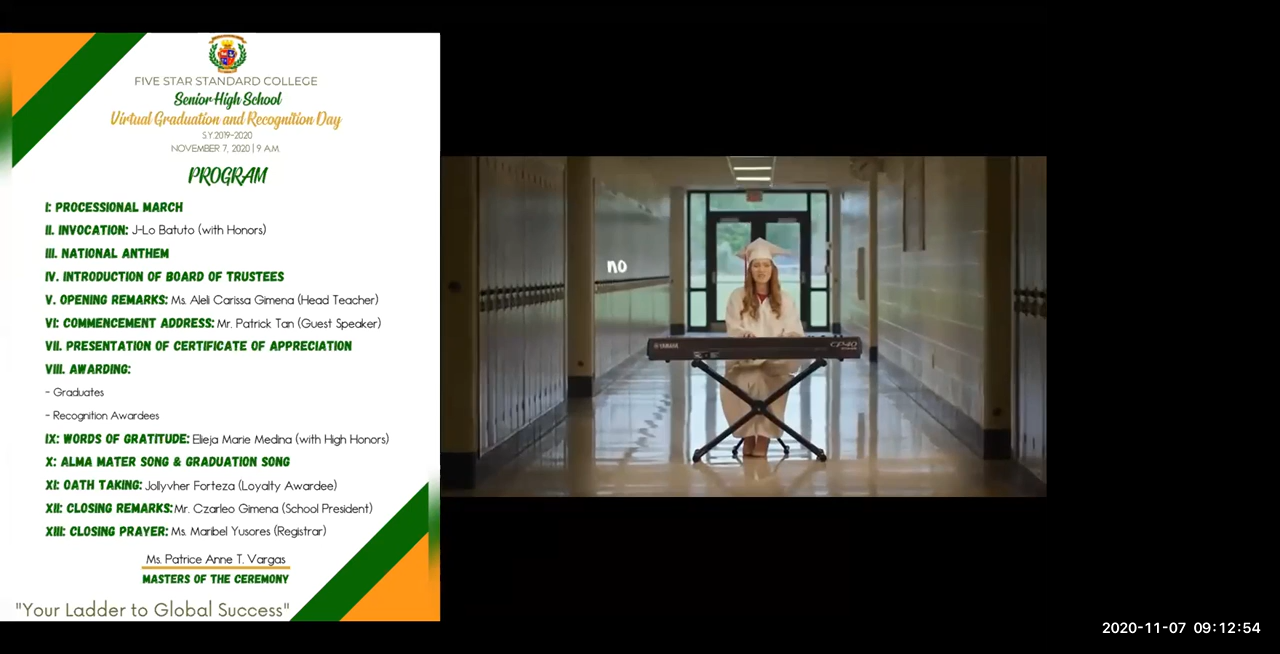 FIVE STAR STANDARD COLLEGE
Senior High School
Virtual Graduation and Recognition Day
S.Y.2019-2020
NOVEMBER 7, 2020 | 9 AM
PROGRAM
I: PROCESSIONAL MARCH
II. INVOCATION: J-Lo Batuto (with Honors)
III. NATIONAL ANTHEM
IV. INTRODUCTION OF BOARD OF TRUSTEES
V. OPENING REMARKS: Ms. Aleli Carissa Gimena (Head Teacher)
VI: COMMENCEMENT ADDRESS: Mr. Patrick Tan (Guest Speaker)
VII. PRESENTATION OF CERTIFICATE OF APPRECIATION
VIII. AWARDING:
- Graduates
- Recognition Awardees
IX: WORDS OF GRATITUDE: Elieja Marie Medina (with High Honors)
X: ALMA MATER SONG & GRADUATION SONG
XI: OATH TAKING: Jollyvher Forteza (Loyalty Awardee)
XII: CLOSING REMARKS: Mr. Czarleo Gimena (School President)
XIII: CLOSING PRAYER: Ms. Maribel Yusores (Registrar)
Ms. Patrice Anne T. Vargas
MASTERS OF THE CEREMONY
"Your Ladder to Global Success"
no
YAMAHA
CP40
2020-11-07 09:12:54